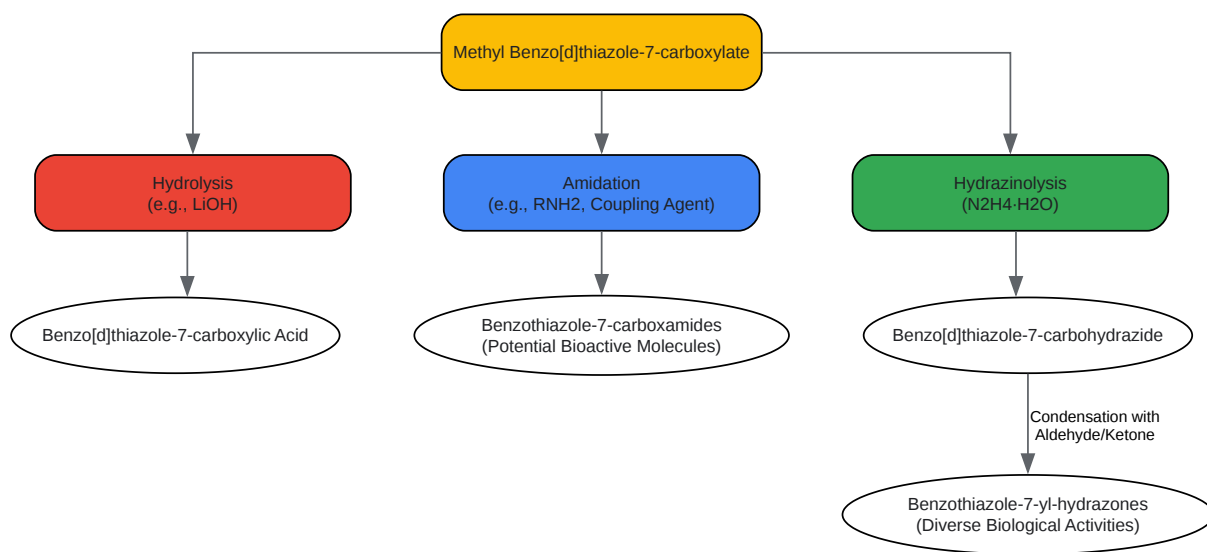 Methyl Benzo[d]thiazole-7-carboxylate
Hydrolysis
(e.g., LiOH)
Amidation
(e.g., RNH2, Coupling Agent)
Hydrazinolysis
(N2H4·H2O)
Benzo[d]thiazole-7-carboxylic Acid
Benzothiazole-7-carboxamides
(Potential Bioactive Molecules)
Benzo[d]thiazole-7-carbohydrazide
Condensation with
Aldehyde/Ketone
Benzothiazole-7-yl-hydrazones
(Diverse Biological Activities)